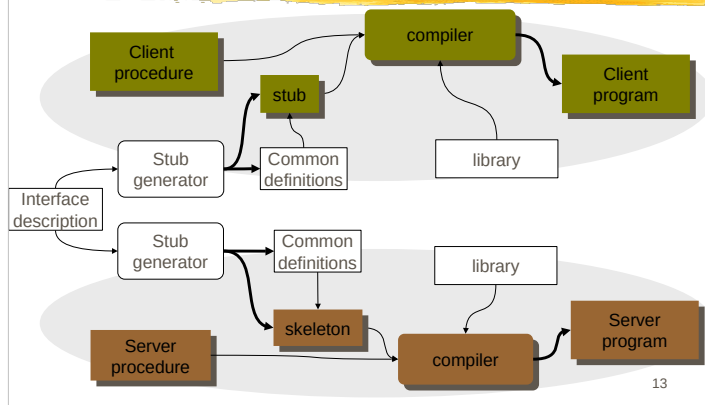 Client
procedure
compiler
Client
program
stub
Stub
generator
Common
definitions
library
Interface
description
Stub
generator
Common
definitions
library
skeleton
Server
procedure
compiler
Server
program
13